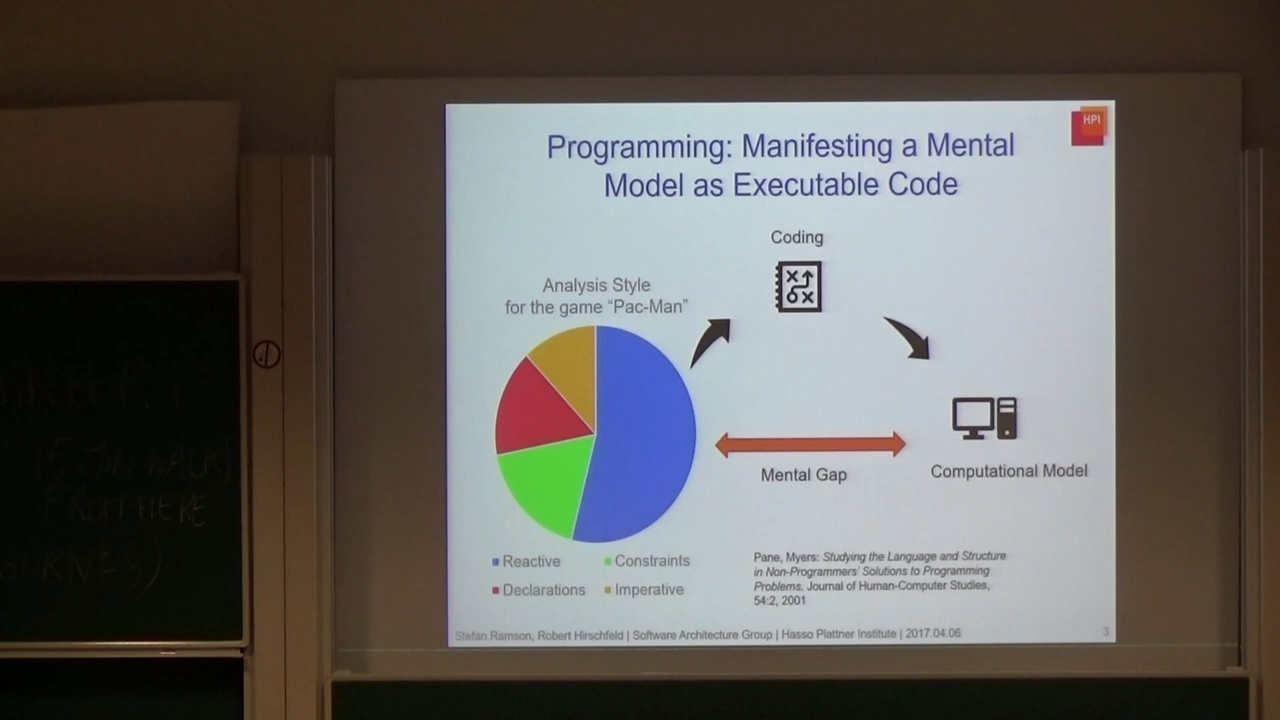 HPI
Programming: Manifesting a Mental
Model as Executable Code
Coding
Analysis Style
for the game “Pac-Man”
Mental Gap
Computational Model
Reactive
Constraints
Declarations
Imperative
Pane, Myers: Studying the Language and Structure
in Non-Programmers' Solutions to Programming
Problems. Journal of Human-Computer Studies,
54:2, 2001
Stefan Ramson, Robert Hirschfeld | Software Architecture Group | Hasso Plattner Institute | 2017.04.06
3
FROM HERE